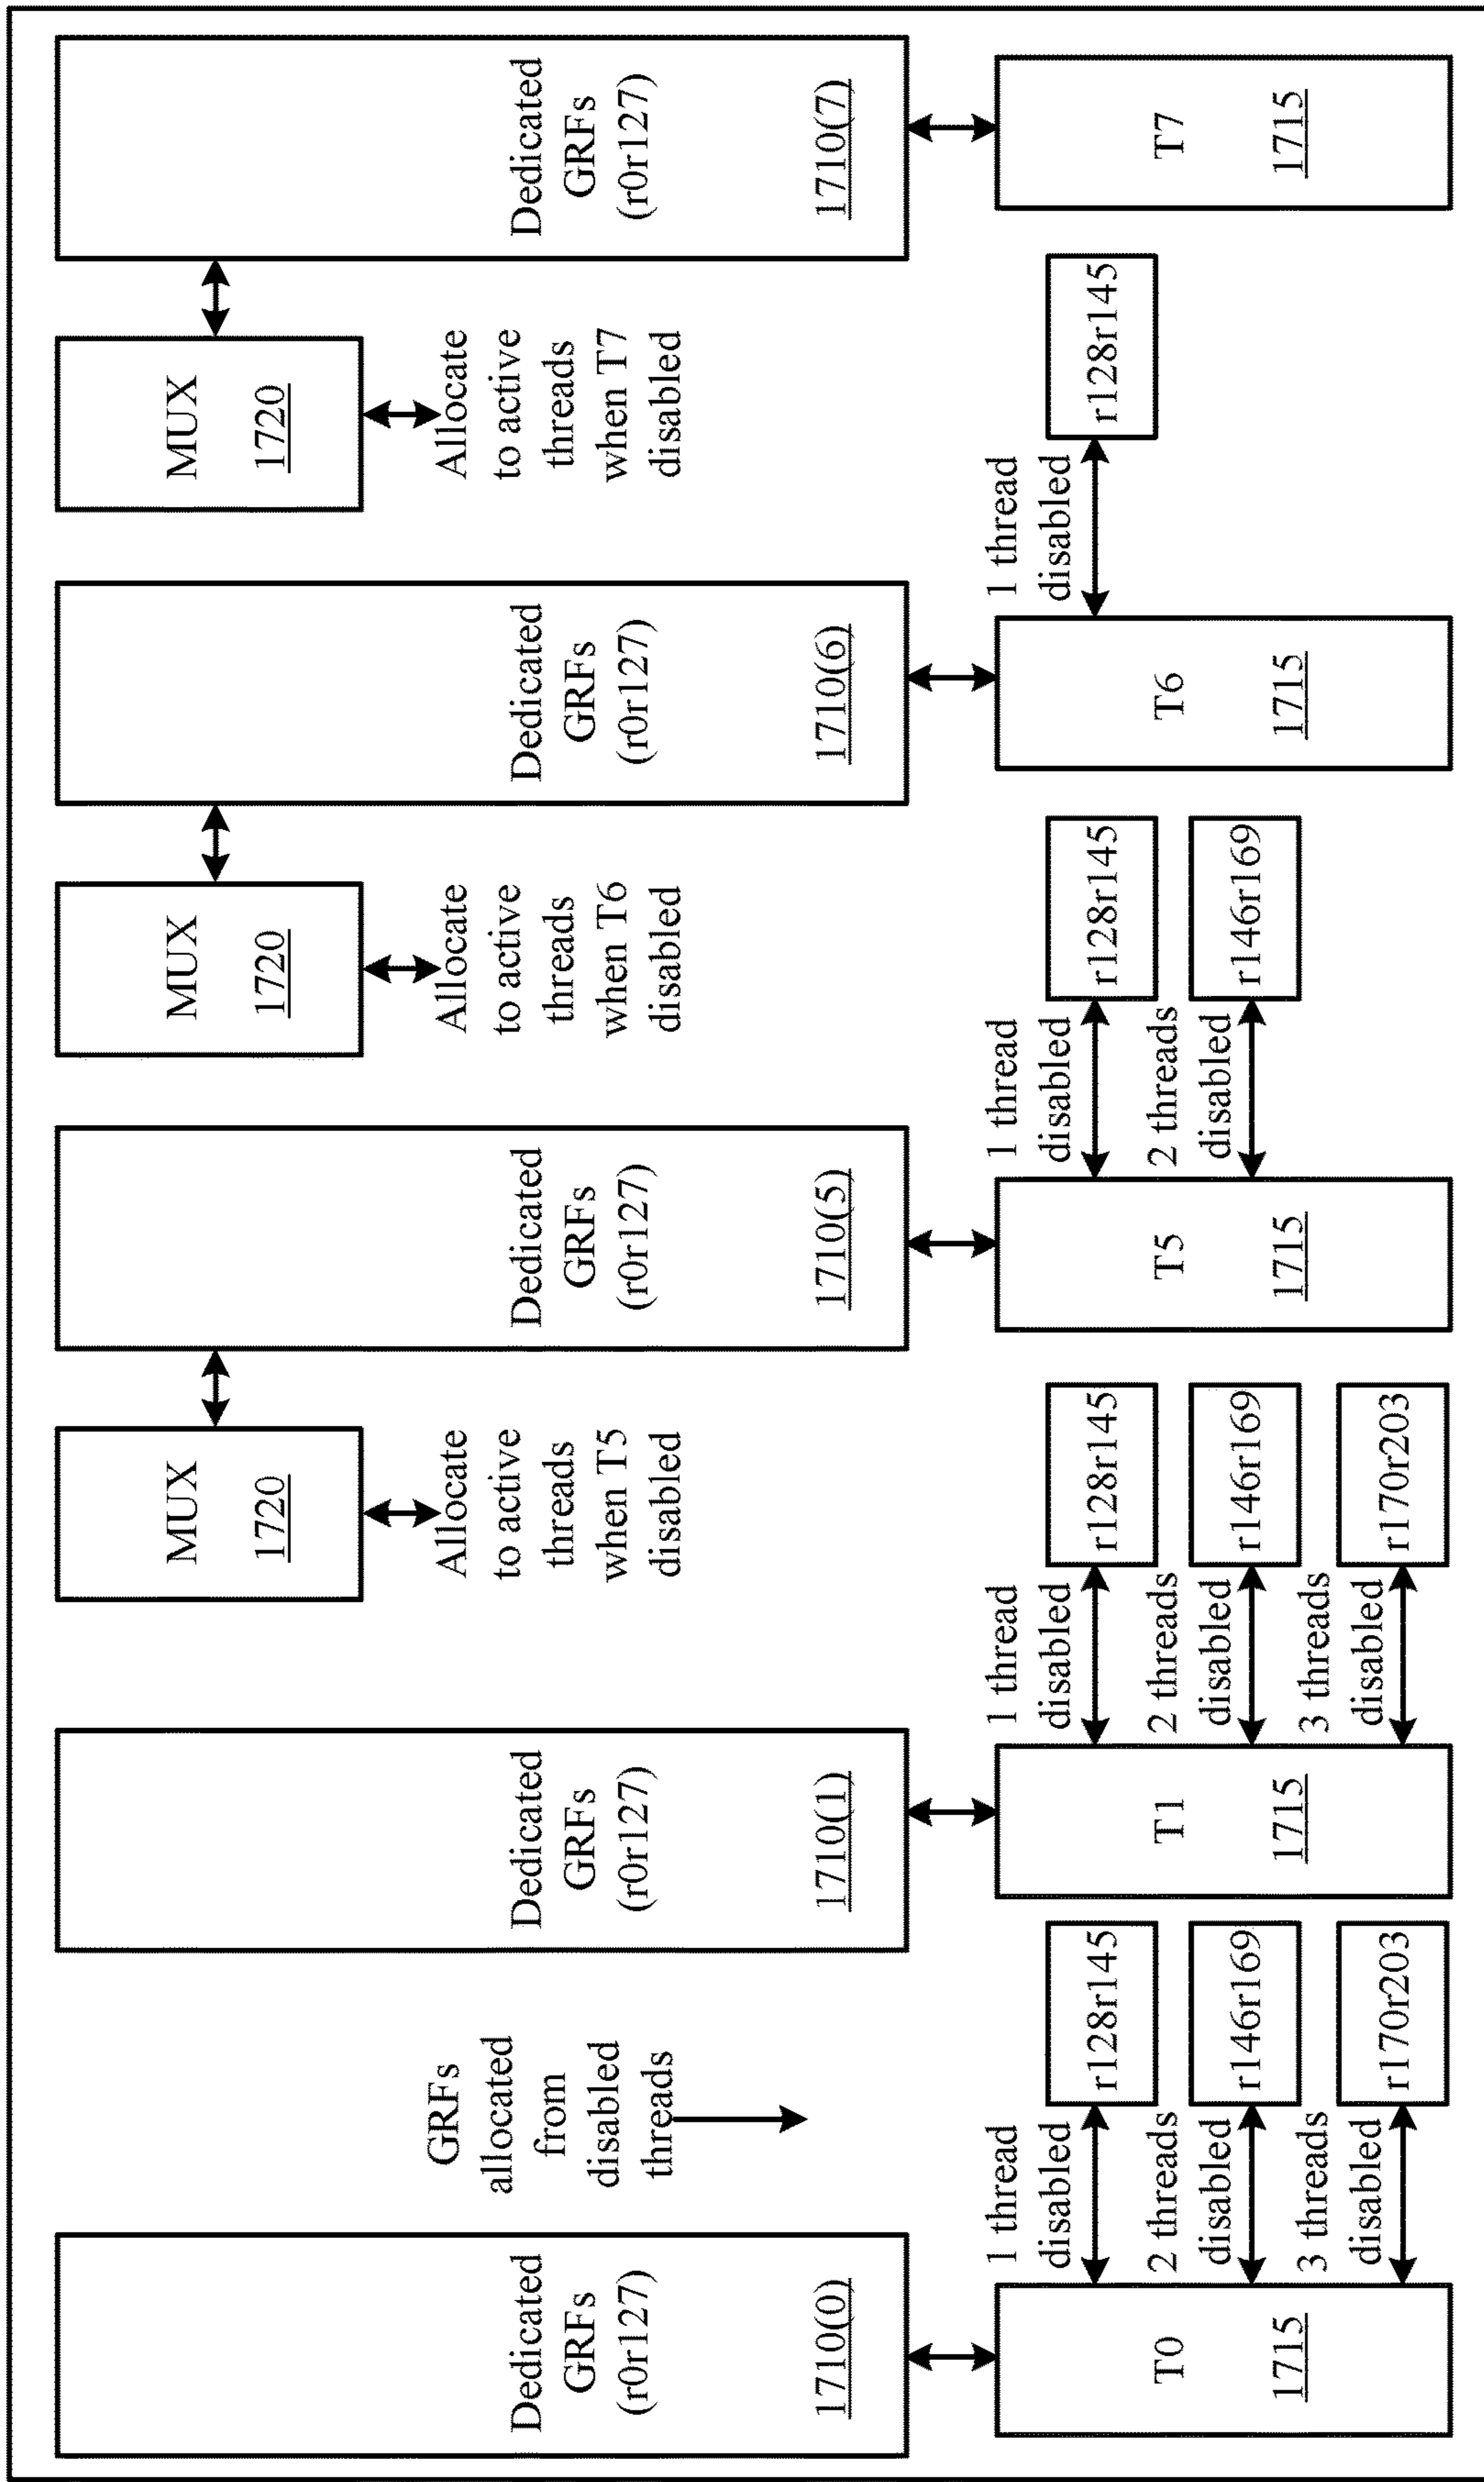 Dedicated
GRFs
(r0r127)
1710(0)
T0
1715
GRFs
allocated
from
disabled
threads
1 thread
disabled
r128r145
2 threads
disabled
r146r169
3 threads
disabled
r170r203
Dedicated
GRFs
(r0r127)
1710(1)
T1
1715
1 thread
disabled
r128r145
2 threads
disabled
r146r169
3 threads
disabled
r170r203
MUX
1720
Allocate
to active
threads
when T5
disabled
Dedicated
GRFs
(r0r127)
1710(5)
T5
1715
1 thread
disabled
r128r145
2 threads
disabled
r146r169
MUX
1720
Allocate
to active
threads
when T6
disabled
Dedicated
GRFs
(r0r127)
1710(6)
T6
1715
1 thread
disabled
r128r145
MUX
1720
Allocate
to active
threads
when T7
disabled
Dedicated
GRFs
(r0r127)
1710(7)
T7
1715